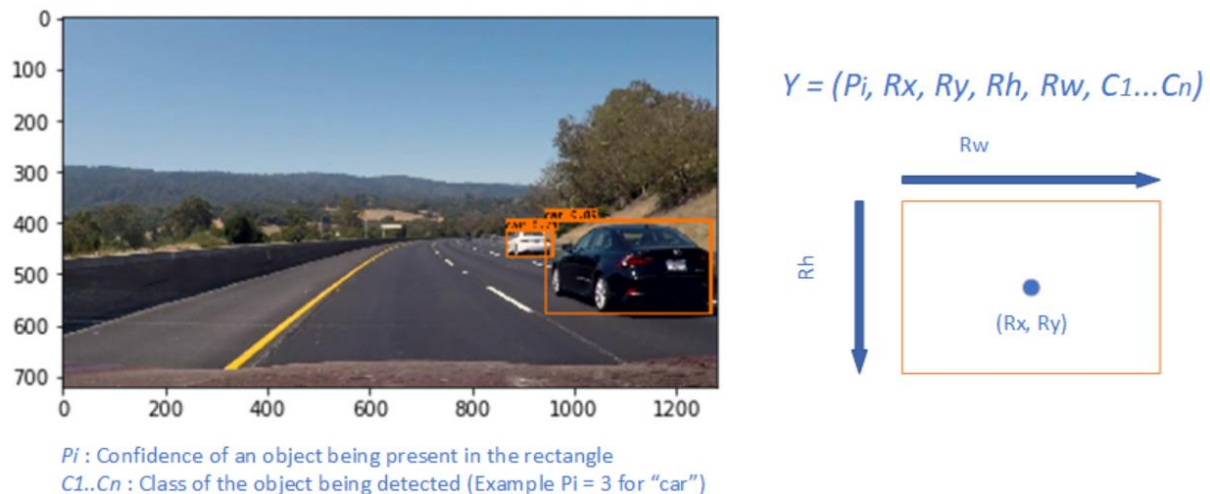 0
100
200
300
400
500
600
700
0 200 400 600 800 1000 1200
car
car
Y = (Pi, Rx, Ry, Rh, Rw, C1...Cn)
Rw
Rh
(Rx, Ry)
Pi : Confidence of an object being present in the rectangle
C1..Cn : Class of the object being detected (Example Pi = 3 for “car”)